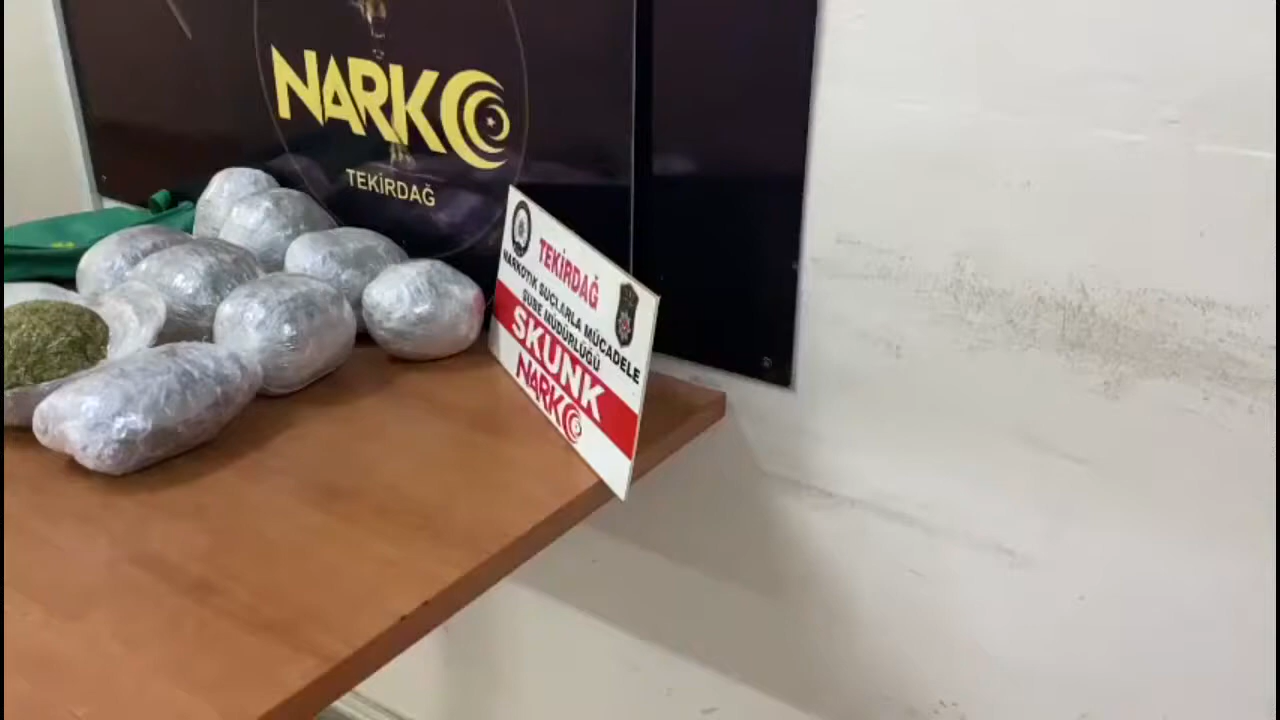 NARKO
TEKİRDAĞ
TEKİRDAĞ
NARKOTİK SUÇLARLA MÜCADELE
ŞUBE MÜDÜRLÜĞÜ
SKUNK
NARKO